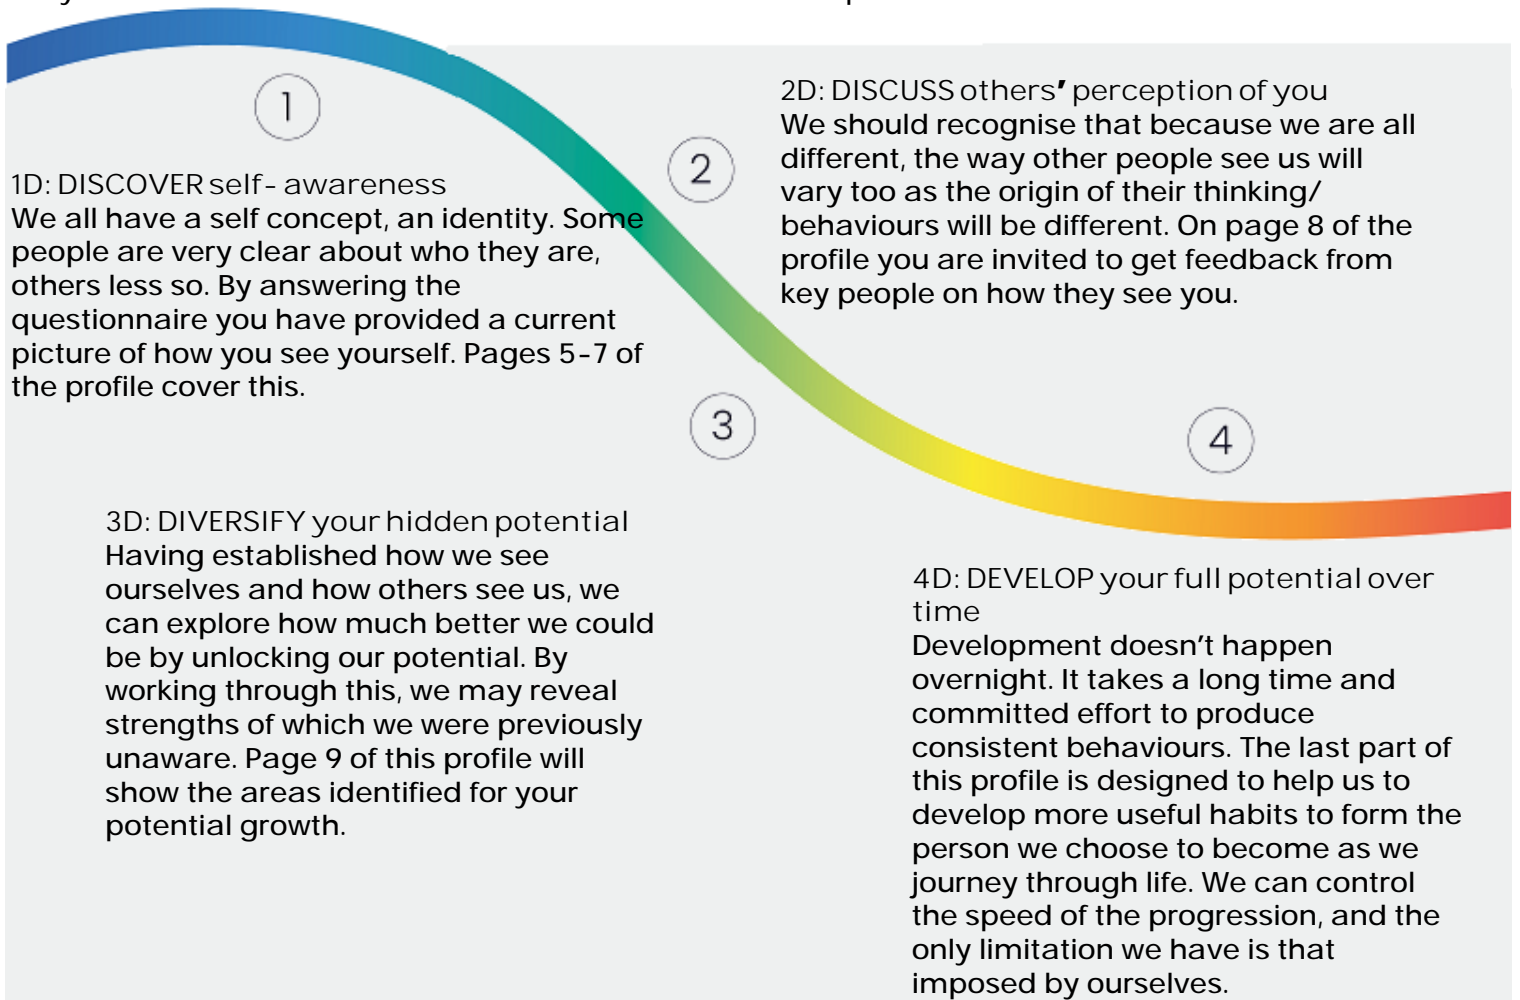 1
1D: DISCOVER self- awareness
We all have a self concept, an identity. Some
people are very clear about who they are,
others less so. By answering the
questionnaire you have provided a current
picture of how you see yourself. Pages 5-7 of
the profile cover this.
2
2D: DISCUSS others' perception of you
We should recognise that because we are all
different, the way other people see us will
vary too as the origin of their thinking/
behaviours will be different. On page 8 of the
profile you are invited to get feedback from
key people on how they see you.
3
3D: DIVERSIFY your hidden potential
Having established how we see
ourselves and how others see us, we
can explore how much better we could
be by unlocking our potential. By
working through this, we may reveal
strengths of which we were previously
unaware. Page 9 of this profile will
show the areas identified for your
potential growth.
4
4D: DEVELOP your full potential over
time
Development doesn't happen
overnight. It takes a long time and
committed effort to produce
consistent behaviours. The last part of
this profile is designed to help us to
develop more useful habits to form the
person we choose to become as we
journey through life. We can control
the speed of the progression, and the
only limitation we have is that
imposed by ourselves.